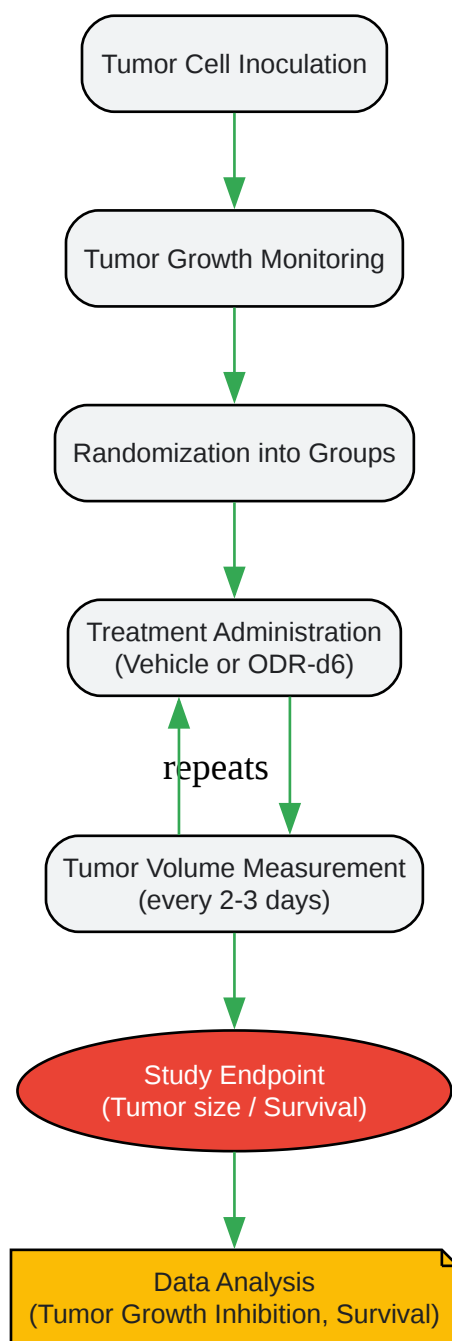 Tumor Cell Inoculation
Tumor Growth Monitoring
Randomization into Groups
Treatment Administration
(Vehicle or ODR-d6)
repeats
Tumor Volume Measurement
(every 2-3 days)
Study Endpoint
(Tumor size / Survival)
Data Analysis
(Tumor Growth Inhibition, Survival)